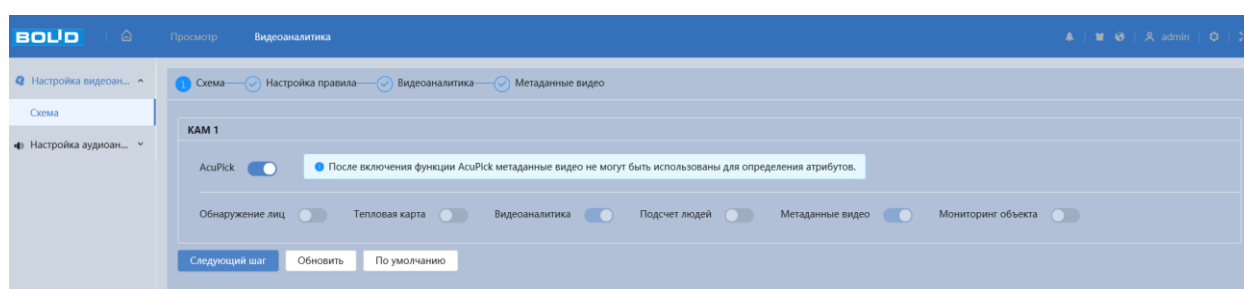 BOLID Просмотр Видеоаналитика admin
Настройка видеоан...
Схема
Настройка аудиоан...
1 Схема Настройка правила Видеоаналитика Метаданные видео
КАМ 1
AcuPick После включения функции AcuPick метаданные видео не могут быть использованы для определения атрибутов.
Обнаружение лиц Тепловая карта Видеоаналитика Подсчет людей Метаданные видео Мониторинг объекта
Следующий шаг Обновить По умолчанию